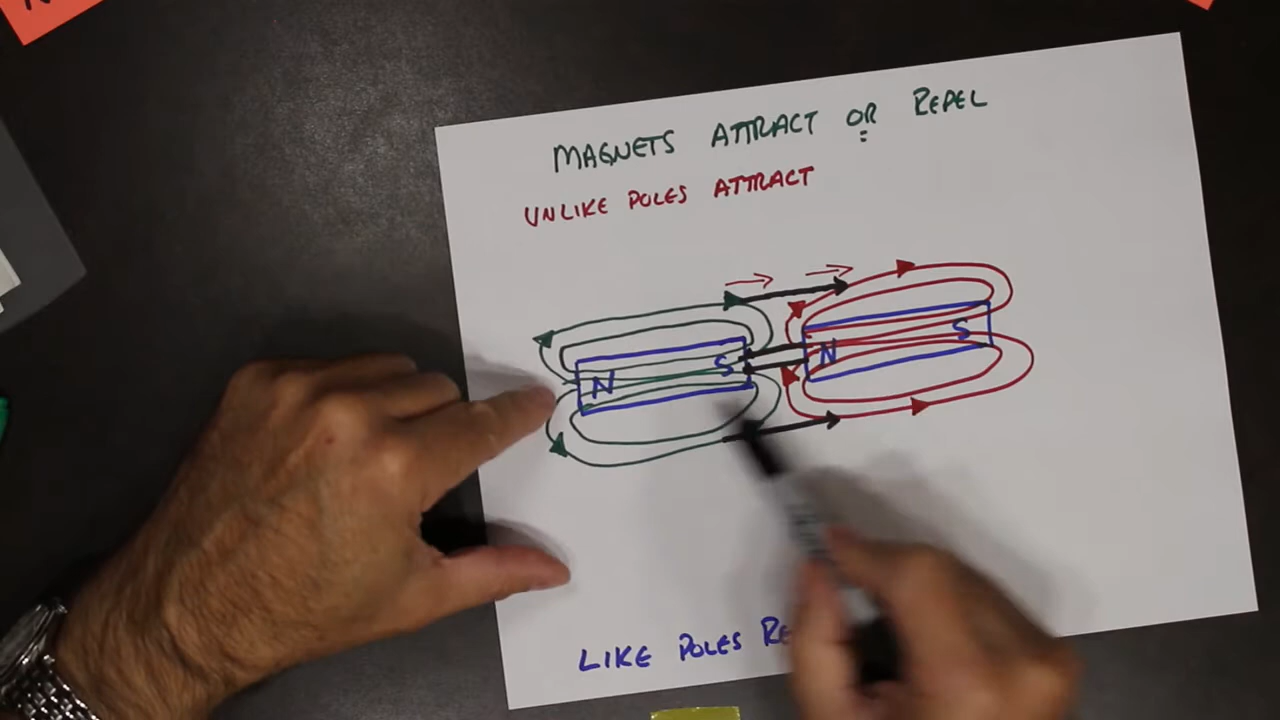 MAGNETS ATTRACT OR REPEL
UNLIKE POLES ATTRACT
N S
N S
LIKE POLES